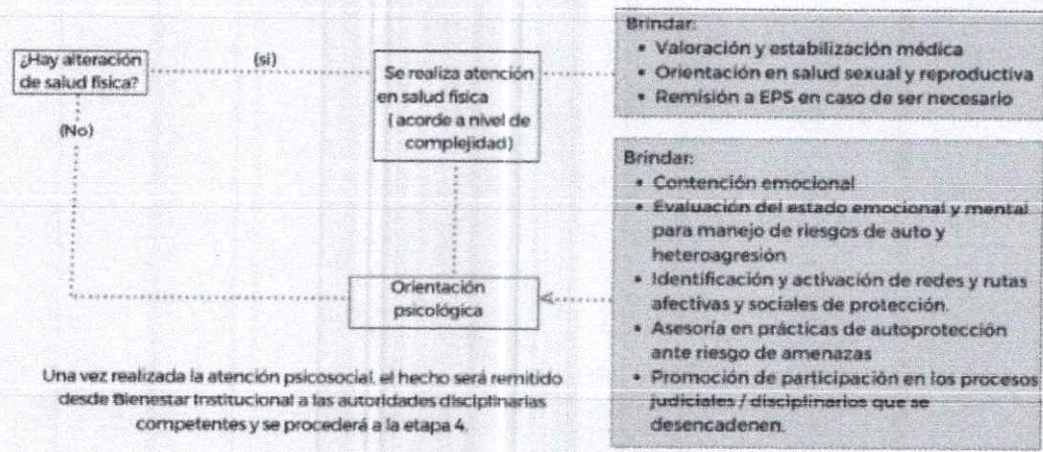 ¿Hay alteración
de salud física?
(si)
(No)
Se realiza atención
en salud física
(acorde a nivel de
complejidad)
Brindar:
• Valoración y estabilización médica
• Orientación en salud sexual y reproductiva
• Remisión a EPS en caso de ser necesario
Brindar:
• Contención emocional
• Evaluación del estado emocional y mental
para manejo de riesgos de auto y
heteroagresión
• Identificación y activación de redes y rutas
afectivas y sociales de protección.
• Asesoría en prácticas de autoprotección
ante riesgo de amenazas
• Promoción de participación en los procesos
judiciales / disciplinarios que se
desencadenen.
Orientación
psicológica
Una vez realizada la atención psicosocial, el hecho será remitido
desde Bienestar Institucional a las autoridades disciplinarias
competentes y se procederá a la etapa 4.